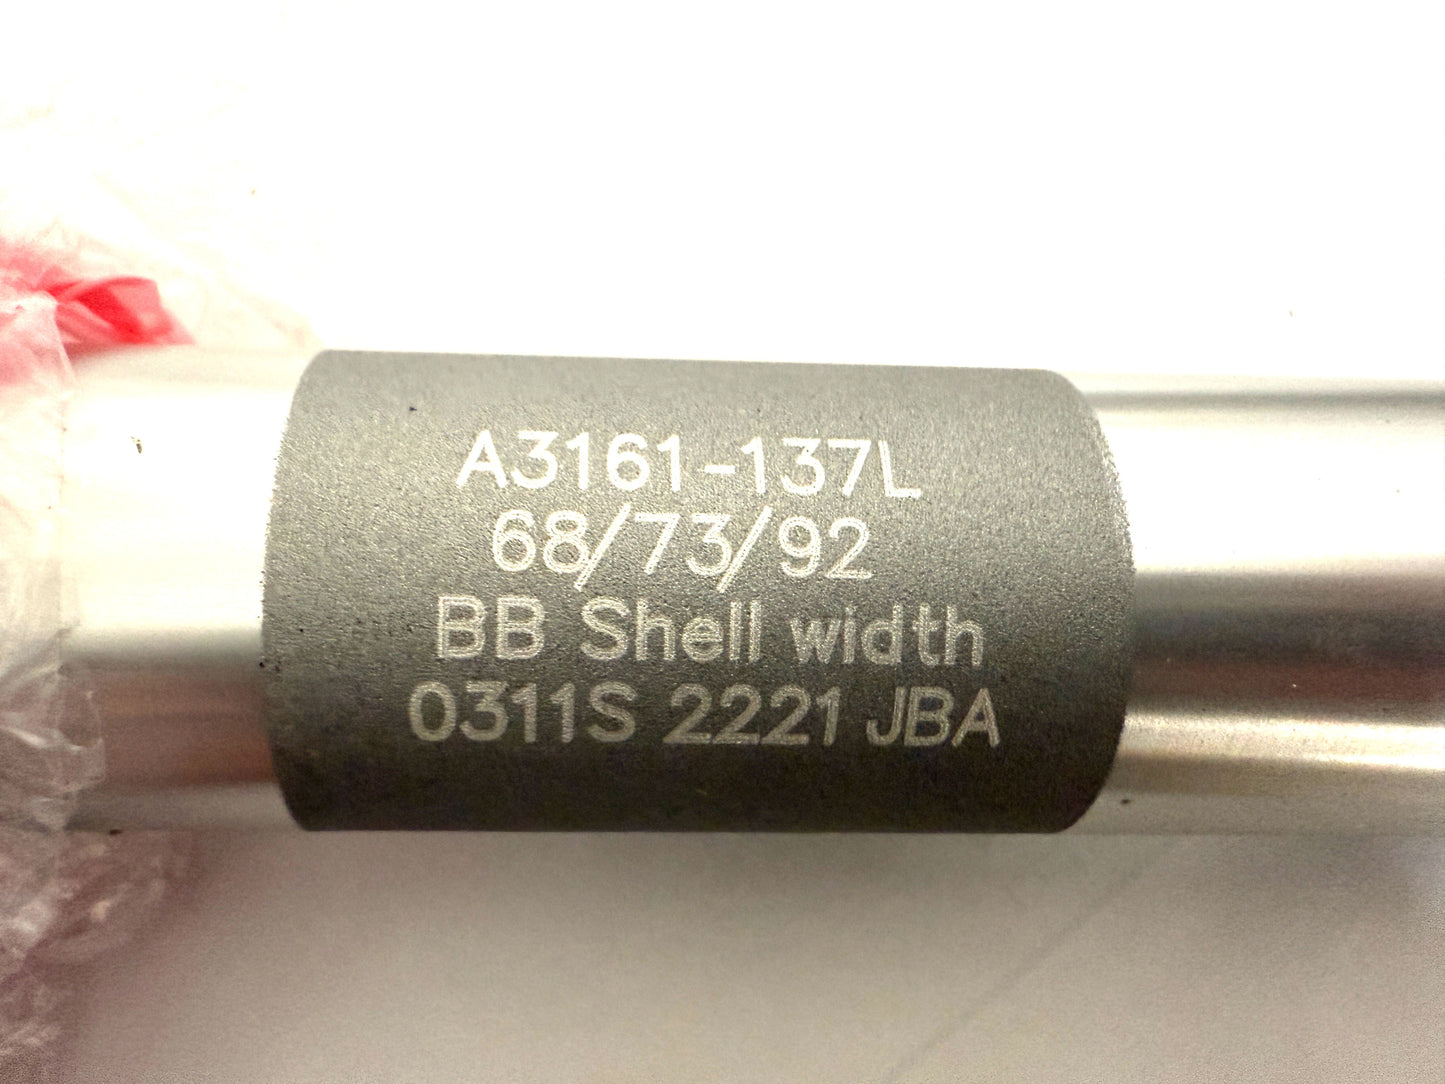 A3161-137L
68/73/92
BB Shell width
0311S 2221 JBA